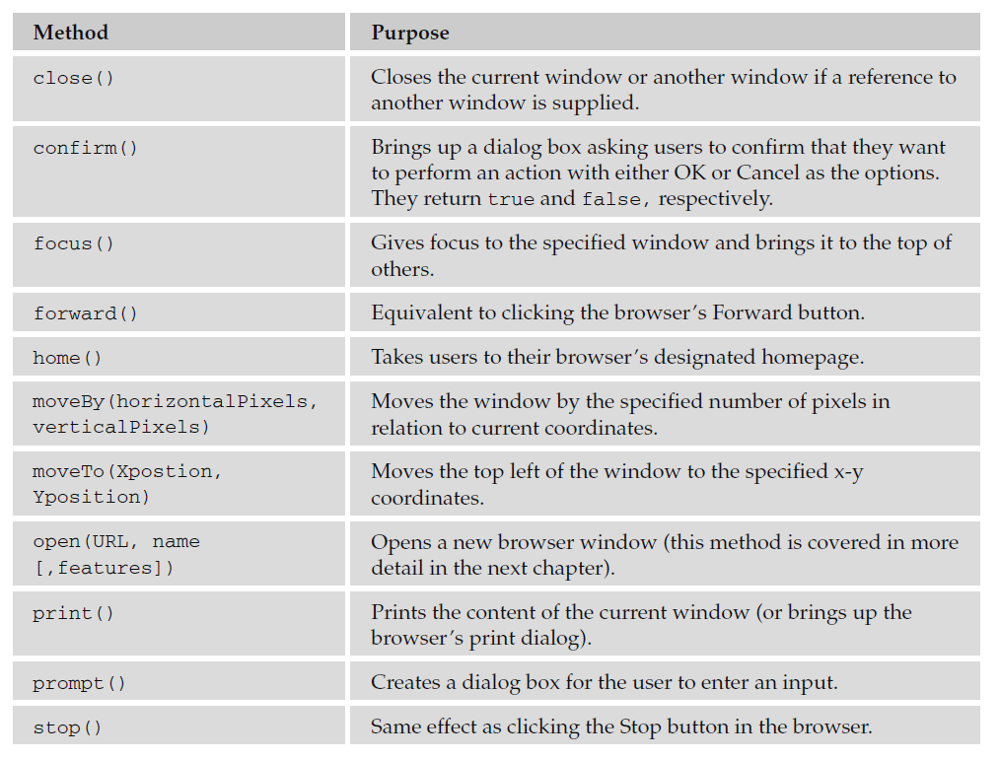 Method Purpose
close() Closes the current window or another window if a reference to
another window is supplied.
confirm() Brings up a dialog box asking users to confirm that they want
to perform an action with either OK or Cancel as the options.
They return true and false, respectively.
focus() Gives focus to the specified window and brings it to the top of
others.
forward() Equivalent to clicking the browser's Forward button.
home() Takes users to their browser's designated homepage.
moveBy(horizontalPixels, Moves the window by the specified number of pixels in
verticalPixels) relation to current coordinates.
moveTo(Xpostion, Moves the top left of the window to the specified x-y
Yposition) coordinates.
open(URL, name Opens a new browser window (this method is covered in more
[,features]) detail in the next chapter).
print() Prints the content of the current window (or brings up the
browser's print dialog).
prompt() Creates a dialog box for the user to enter an input.
stop() Same effect as clicking the Stop button in the browser.